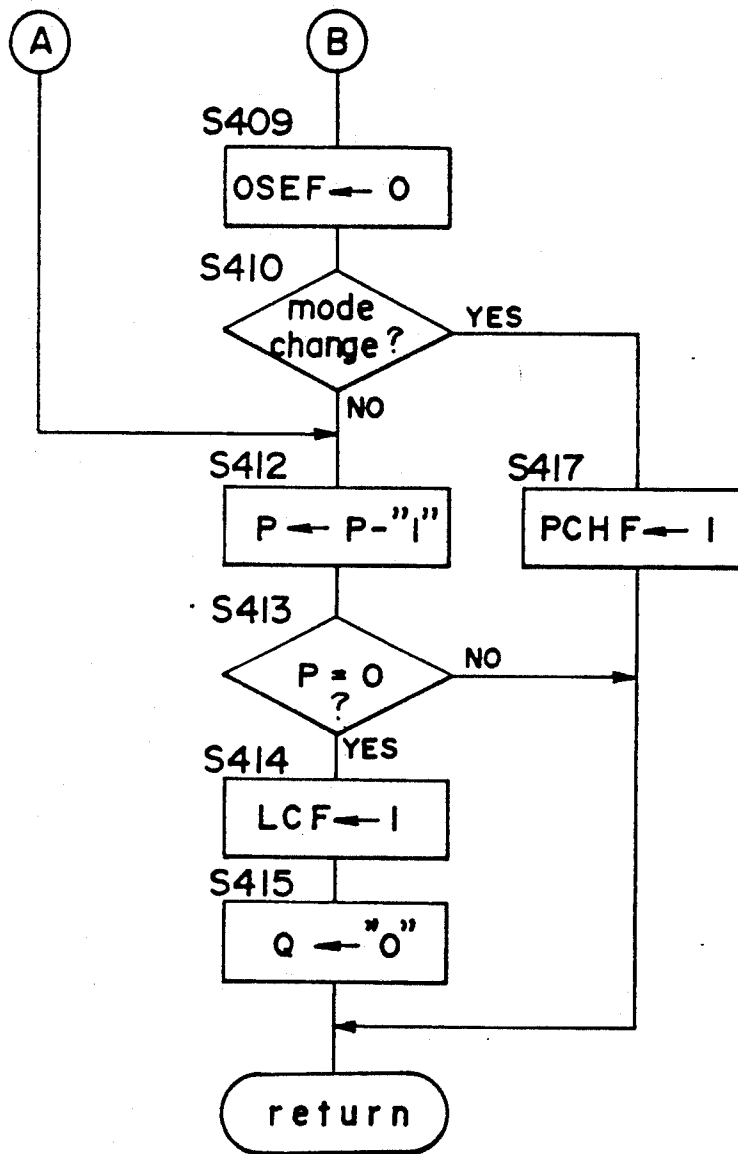 A
B
S409
OSEF ← 0
S410
mode
change?
YES
NO
S412
P ← P-"1"
S417
PCHF ← 1
S413
P = 0
?
NO
YES
S414
LCF ← 1
S415
Q ← "0"
return